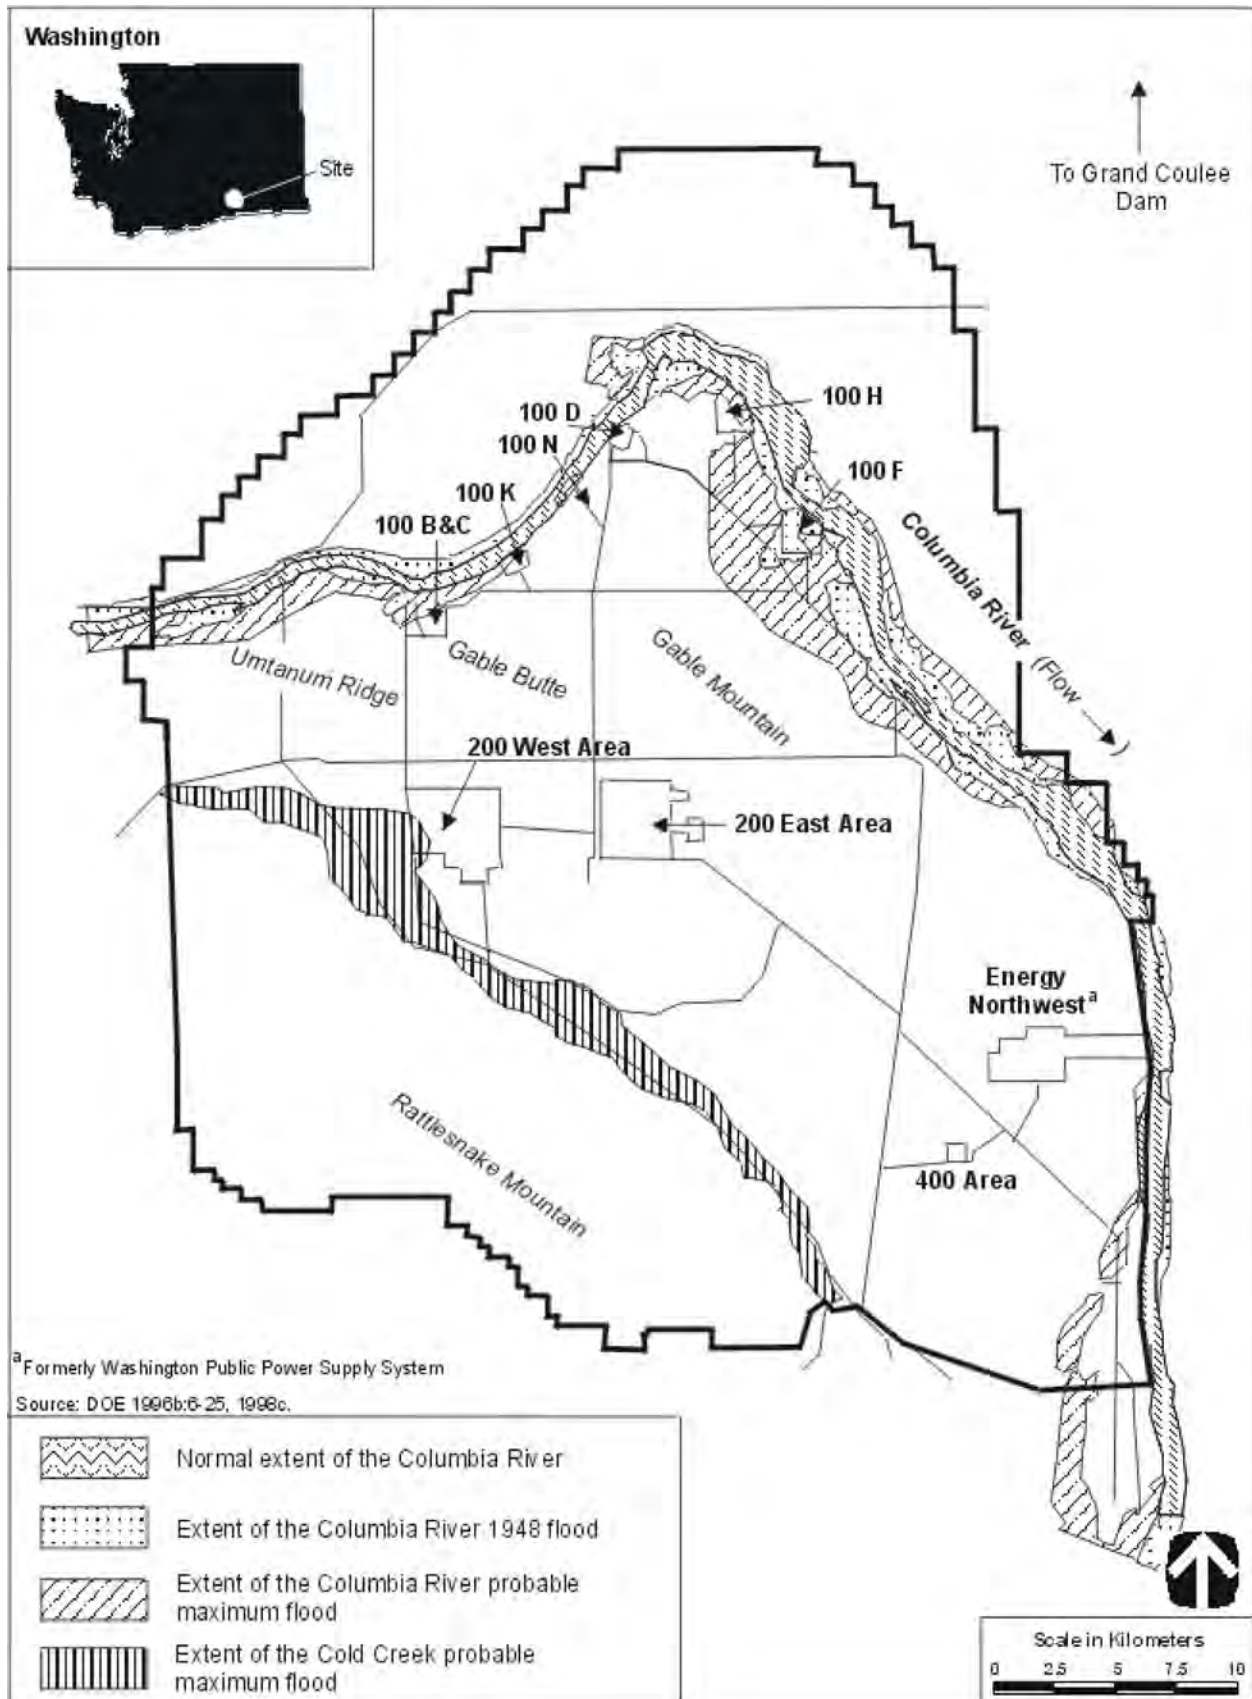 Washington
Site
To Grand Coulee
Dam
100 H
100 D
100 N
100 F
100 K
100 B&C
Columbia River (Flow
)
Umtanum Ridge
Gable Butte
Gable Mountain
200 West Area
200 East Area
Energy
Northwest^a
Rattlesnake Mountain
400 Area
^a Formerly Washington Public Power Supply System
Source: DOE 1996b:6-25, 1998c.
Normal extent of the Columbia River
Extent of the Columbia River 1948 flood
Extent of the Columbia River probable
maximum flood
Extent of the Cold Creek probable
maximum flood
Scale in Kilometers
0 2.5 5 7.5 10